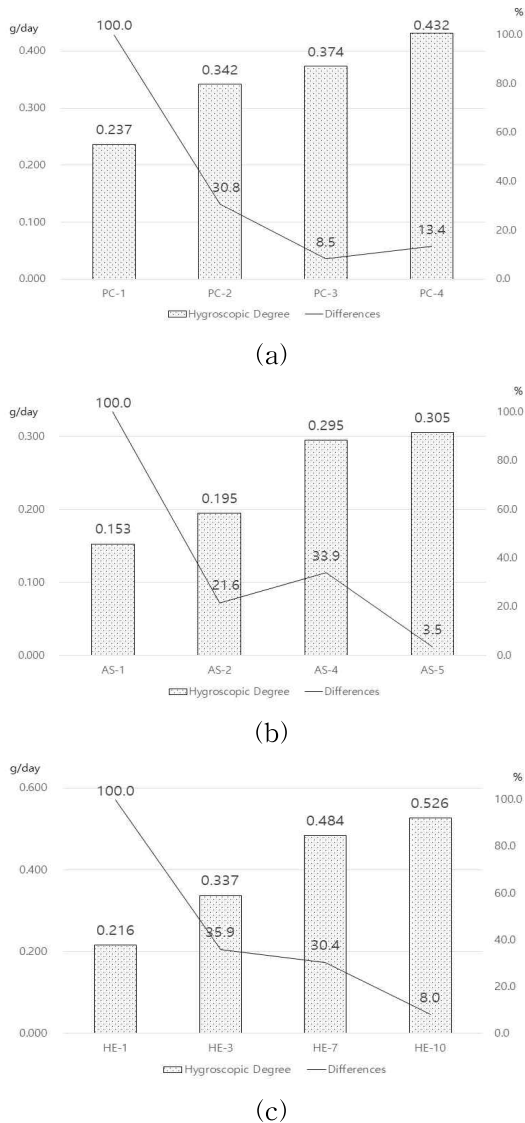 g/day %
0.432
100.0 100.0
0.400 0.374
0.342 80.0
0.300
0.237 60.0
0.200
30.8 40.0
0.100 8.5 13.4 20.0
0.000 0.0
PC-1 PC-2 PC-3 PC-4
Hygroscopic Degree Differences
(a)
g/day %
100.0 100.0
0.300 0.295 0.305
80.0
0.200 0.195 60.0
0.153
33.9 40.0
0.100 21.6
20.0
3.5
0.000 0.0
AS-1 AS-2 AS-4 AS-5
Hygroscopic Degree Differences
(b)
g/day %
0.600 100.0 100.0
0.526
0.484 80.0
0.400
0.337 60.0
0.216 35.9 40.0
0.200 30.4
20.0
8.0
0.000 0.0
HE-1 HE-3 HE-7 HE-10
Hygroscopic Degree Differences
(c)